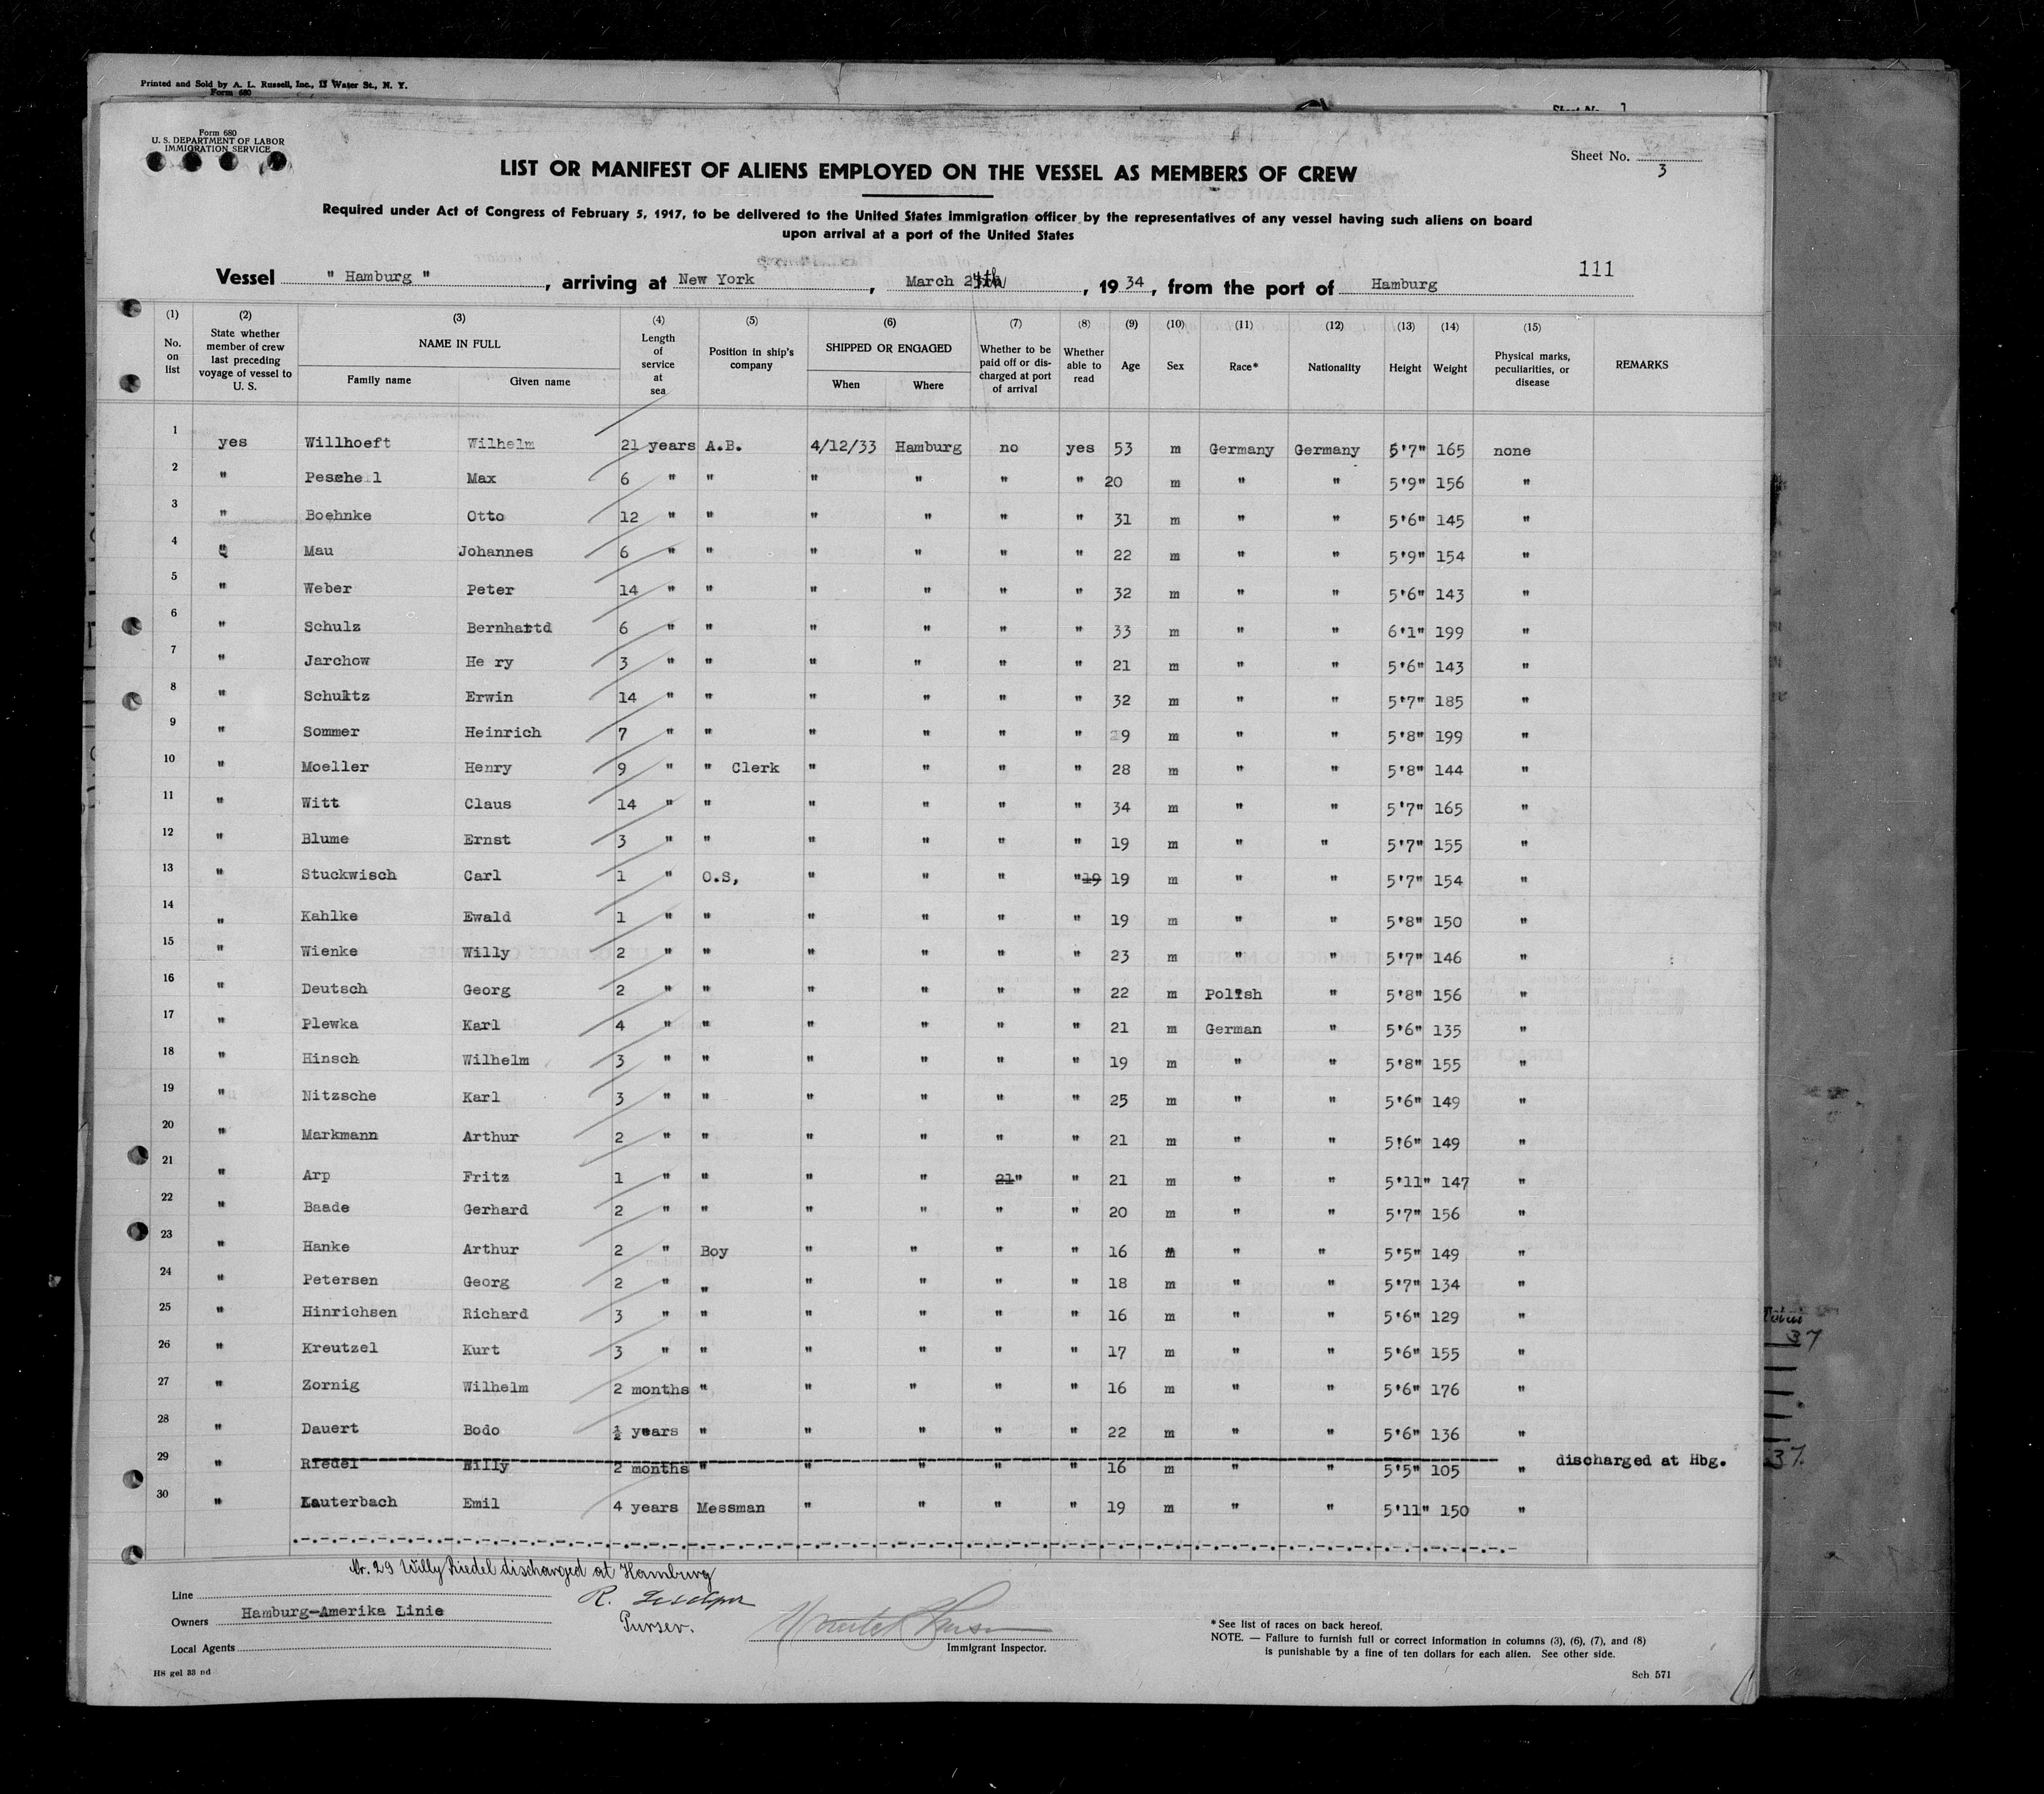 Printed and Sold by A. L. Russell, Inc., 13 Water St., N. Y.
Form 680
Form 680
U. S. DEPARTMENT OF LABOR
IMMIGRATION SERVICE
Sheet No. 3
LIST OR MANIFEST OF ALIENS EMPLOYED ON THE VESSEL AS MEMBERS OF CREW
Required under Act of Congress of February 5, 1917, to be delivered to the United States immigration officer by the representatives of any vessel having such aliens on board
upon arrival at a port of the United States
111
Vessel " Hamburg ", arriving at New York, March 24th, 1934, from the port of Hamburg
(1) No. on list (2) State whether member of crew last preceding voyage of vessel to U. S. (3) NAME IN FULL Family name Given name (4) Length of service at sea (5) Position in ship's company (6) SHIPPED OR ENGAGED When Where (7) Whether to be paid off or discharged at port of arrival (8) Whether able to read (9) Age (10) Sex (11) Race* (12) Nationality (13) Height (14) Weight (15) Physical marks, peculiarities, or disease REMARKS
1 yes Willhoeft Wilhelm 21 years A.B. 4/12/33 Hamburg no yes 53 m Germany Germany 5'7" 165 none
2 " Peschell Max 6 " " " " " " 20 m " " 5'9" 156 "
3 " Boehnke Otto 12 " " " " " " 31 m " " 5'6" 145 "
4 " Mau Johannes 6 " " " " " " 22 m " " 5'9" 154 "
5 " Weber Peter 14 " " " " " " 32 m " " 5'6" 143 "
6 " Schulz Bernhartd 6 " " " " " " 33 m " " 6'1" 199 "
7 " Jarchow He ry 3 " " " " " " 21 m " " 5'6" 143 "
8 " Schultz Erwin 14 " " " " " " 32 m " " 5'7" 185 "
9 " Sommer Heinrich 7 " " " " " " 29 m " " 5'8" 199 "
10 " Moeller Henry 9 " " Clerk " " " " 28 m " " 5'8" 144 "
11 " Witt Claus 14 " " " " " " 34 m " " 5'7" 165 "
12 " Blume Ernst 3 " " " " " " 19 m " " 5'7" 155 "
13 " Stuckwisch Carl 1 " O.S, " " " "19 19 m " " 5'7" 154 "
14 " Kahlke Ewald 1 " " " " " " 19 m " " 5'8" 150 "
15 " Wienke Willy 2 " " " " " " 23 m " " 5'7" 146 "
16 " Deutsch Georg 2 " " " " " " 22 m Polish " 5'8" 156 "
17 " Plewka Karl 4 " " " " " " 21 m German " 5'6" 135 "
18 " Hinsch Wilhelm 3 " " " " " " 19 m " " 5'8" 155 "
19 " Nitzsche Karl 3 " " " " " " 25 m " " 5'6" 149 "
20 " Markmann Arthur 2 " " " " " " 21 m " " 5'6" 149 "
21 " Arp Fritz 1 " " " " 21" " 21 m " " 5'11" 147 "
22 " Baade Gerhard 2 " " " " " " 20 m " " 5'7" 156 "
23 " Hanke Arthur 2 " Boy " " " " 16 m " " 5'5" 149 "
24 " Petersen Georg 2 " " " " " " 18 m " " 5'7" 134 "
25 " Hinrichsen Richard 3 " " " " " " 16 m " " 5'6" 129 "
26 " Kreutzel Kurt 3 " " " " " " 17 m " " 5'6" 155 "
27 " Zornig Wilhelm 2 months " " " " " 16 m " " 5'6" 176 "
28 " Dauert Bodo ½ years " " " " " 22 m " " 5'6" 136 "
29 " Riedel Willy 2 months " " " " " 16 m " " 5'5" 105 " discharged at Hbg.
30 " Lauterbach Emil 4 years Messman " " " " 19 m " " 5'11" 150 "
Nr. 29 Willy Riedel discharged at Hamburg
Line
R.
Owners Hamburg-Amerika Linie
Purser.
Local Agents
Immigrant Inspector.
*See list of races on back hereof.
NOTE. — Failure to furnish full or correct information in columns (3), (6), (7), and (8)
is punishable by a fine of ten dollars for each alien. See other side.
HS gel 33 nd
Sch 571
37
37